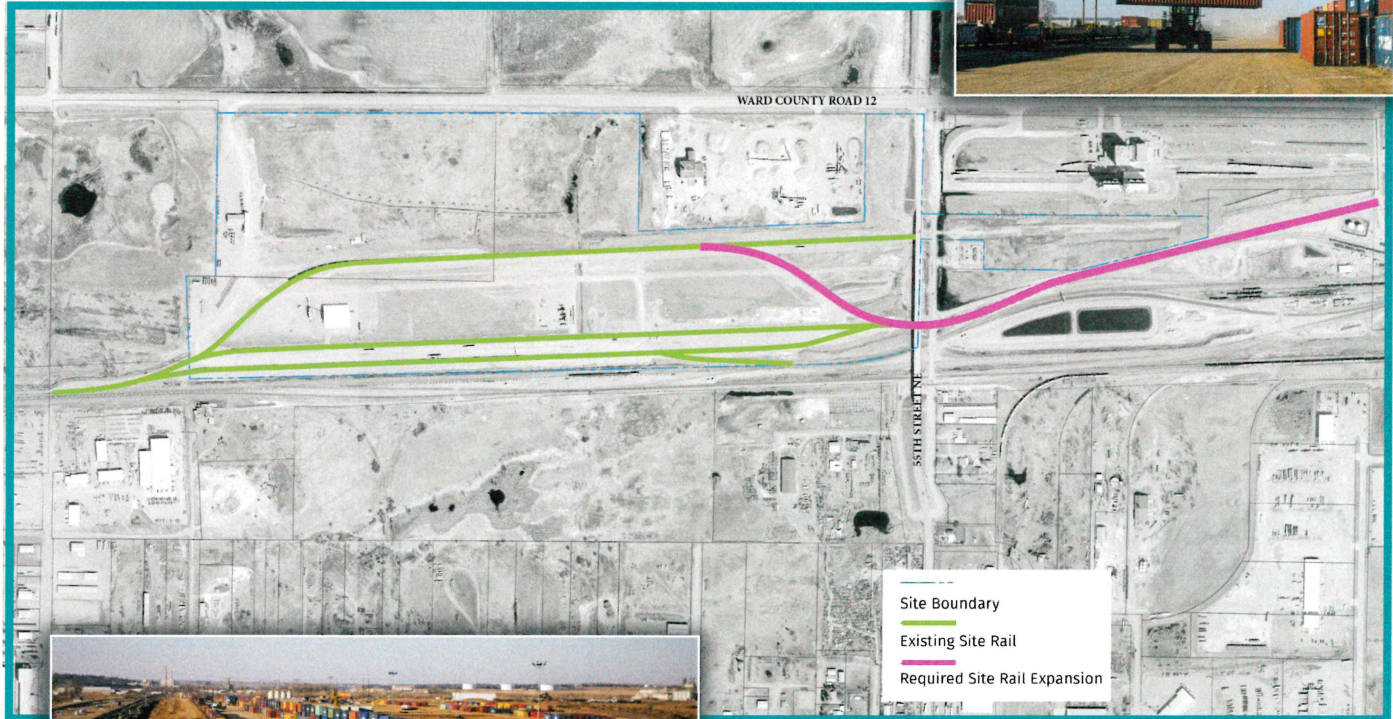 WARD COUNTY ROAD 12
55TH STREET NE
Site Boundary
Existing Site Rail
Required Site Rail Expansion